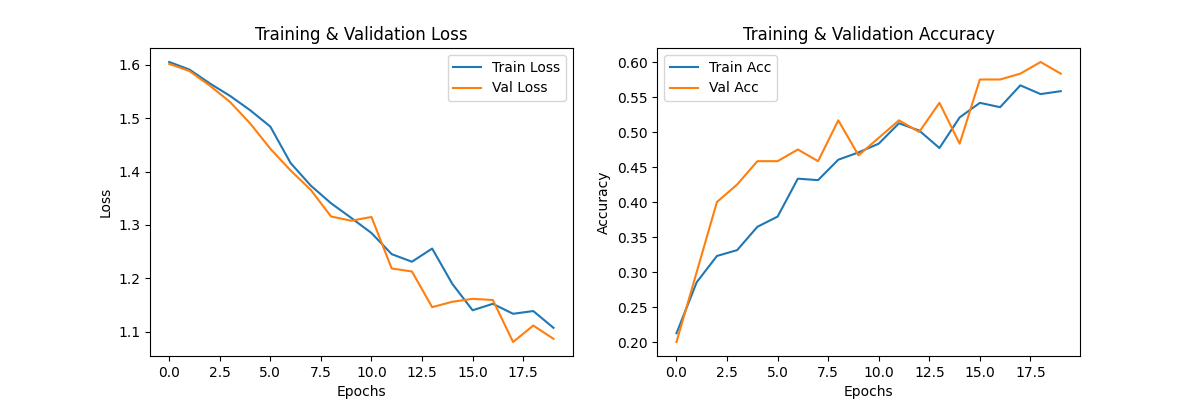 Training & Validation Loss
Train Loss
Val Loss
1.6
1.5
1.4
1.3
1.2
1.1
Loss
0.0 2.5 5.0 7.5 10.0 12.5 15.0 17.5
Epochs
Training & Validation Accuracy
Train Acc
Val Acc
0.60
0.55
0.50
0.45
0.40
0.35
0.30
0.25
0.20
Accuracy
0.0 2.5 5.0 7.5 10.0 12.5 15.0 17.5
Epochs